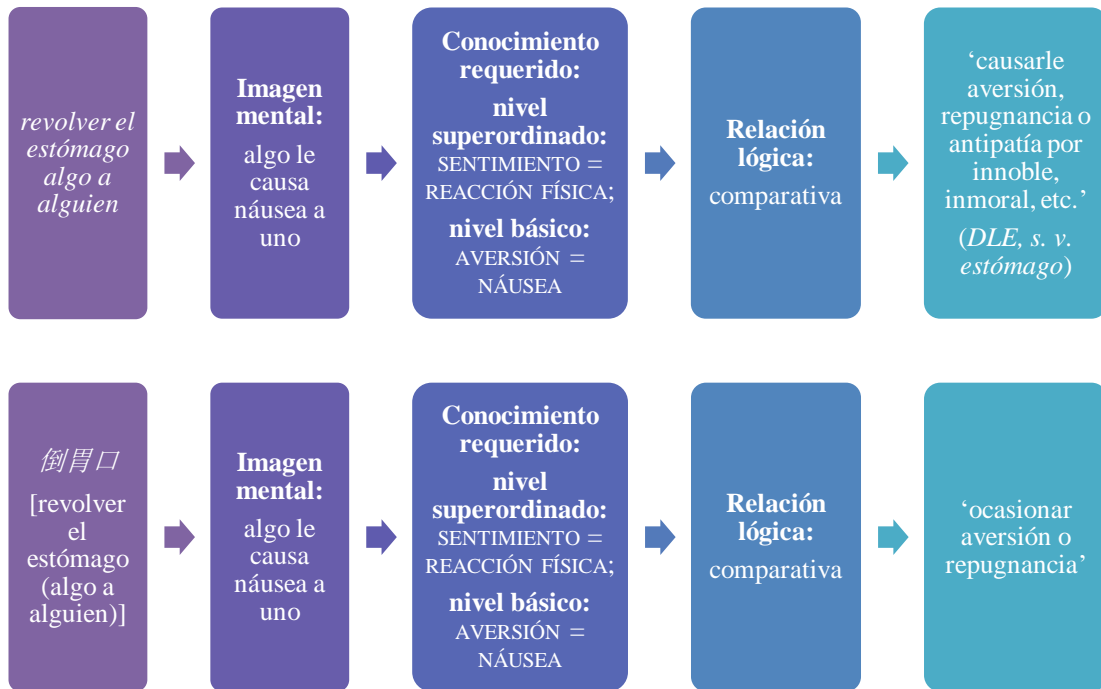 revolver el
estómago
algo a
alguien
Imagen
mental:
algo le
causa
náusea a
uno
Conocimiento
requerido:
nivel
superordinado:
SENTIMIENTO =
REACCIÓN FÍSICA;
nivel básico:
AVERSIÓN =
NÁUSEA
Relación
lógica:
comparativa
‘causarle
aversión,
repugnancia o
antipatía por
innoble,
inmoral, etc.’
(DLE, s. v.
estómago)
倒胃口
[revolver
el
estómago
(algo a
alguien)]
Imagen
mental:
algo le
causa
náusea a
uno
Conocimiento
requerido:
nivel
superordinado:
SENTIMIENTO =
REACCIÓN FÍSICA;
nivel básico:
AVERSIÓN =
NÁUSEA
Relación
lógica:
comparativa
‘ocasionar
aversión o
repugnancia’